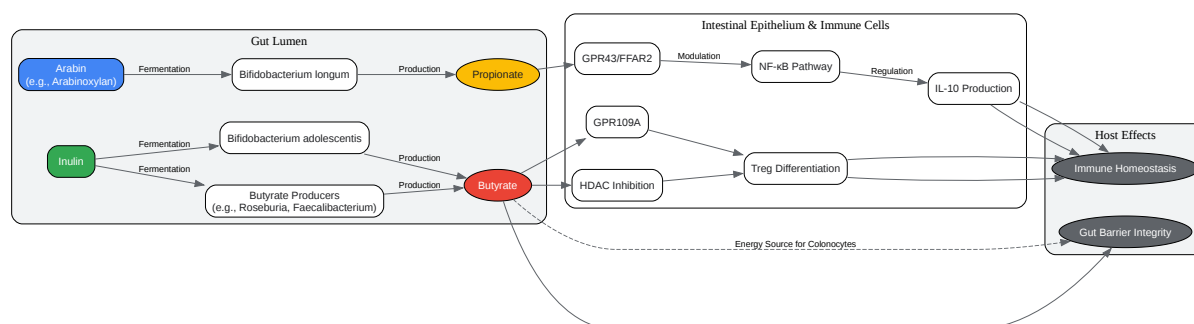 Gut Lumen
Arabin
(e.g., Arabinoxylan)
Fermentation
Bifidobacterium longum
Production
Propionate
Inulin
Fermentation
Fermentation
Bifidobacterium adolescentis
Butyrate Producers
(e.g., Roseburia, Faecalibacterium)
Production
Production
Butyrate
Intestinal Epithelium & Immune Cells
GPR43/FFAR2
Modulation
NF-κB Pathway
Regulation
IL-10 Production
GPR109A
HDAC Inhibition
Treg Differentiation
Energy Source for Colonocytes
Host Effects
Immune Homeostasis
Gut Barrier Integrity